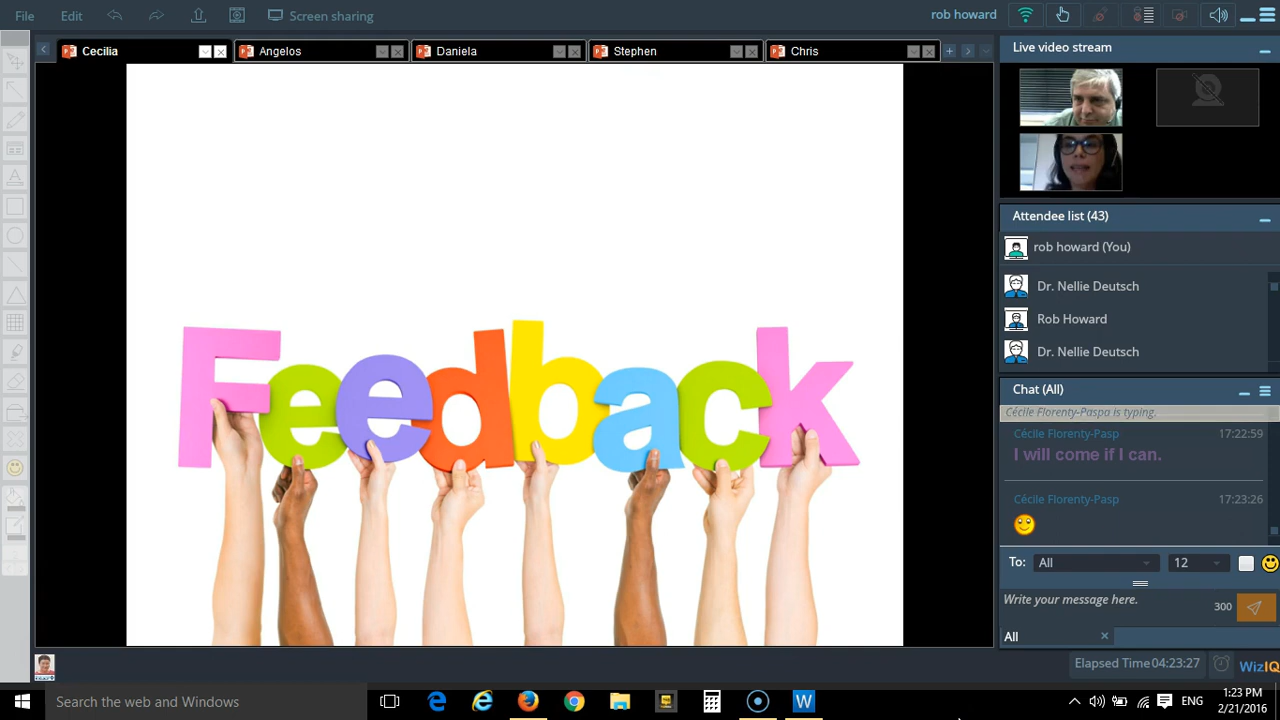 File Edit Screen sharing rob howard
Cecilia Angelos Daniela Stephen Chris
Live video stream
Feedback
Attendee list (43)
rob howard (You)
Dr. Nellie Deutsch
Rob Howard
Dr. Nellie Deutsch
Chat (All)
Cécile Florenty-Paspa is typing.
Cécile Florenty-Pasp 17:22:59
I will come if I can.
Cécile Florenty-Pasp 17:23:26
To: All 12
Write your message here. 300
All
Elapsed Time 04:23:27 WizIQ
Search the web and Windows
ENG
1:23 PM
2/21/2016